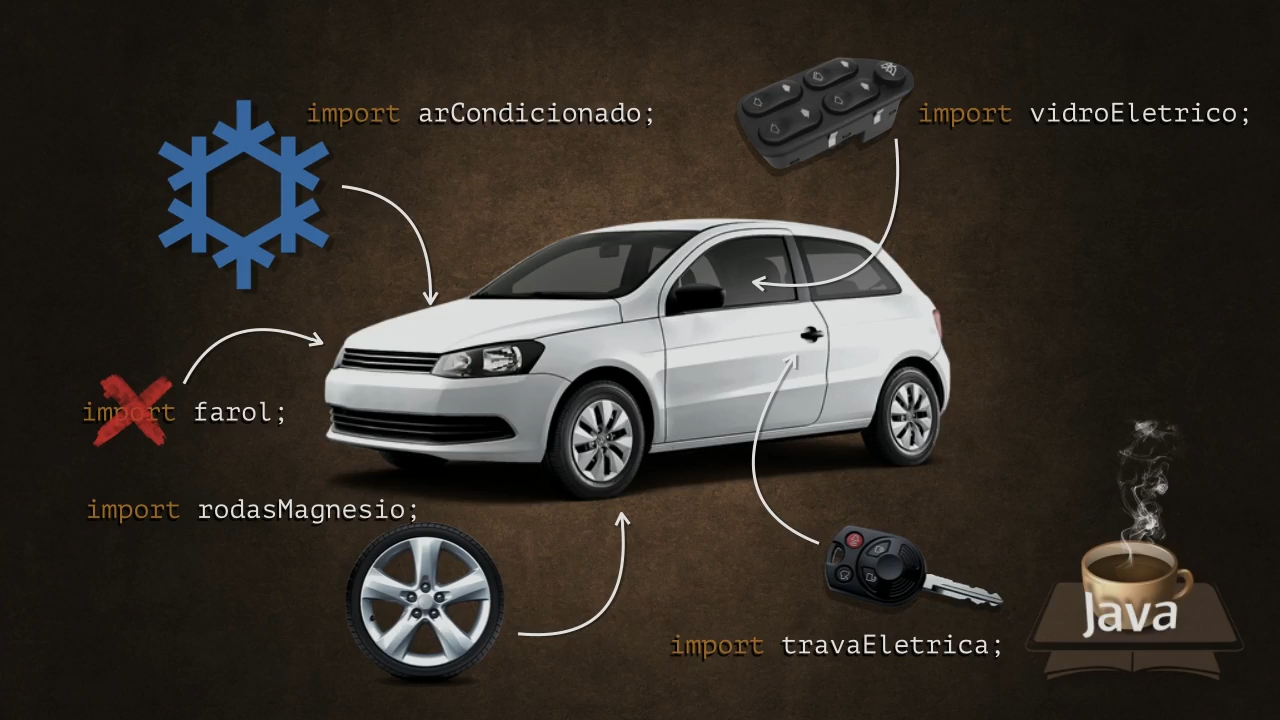 import arCondicionado;
import vidroEletrico;
import farol;
import rodasMagnesio;
import travaEletrica;
Java